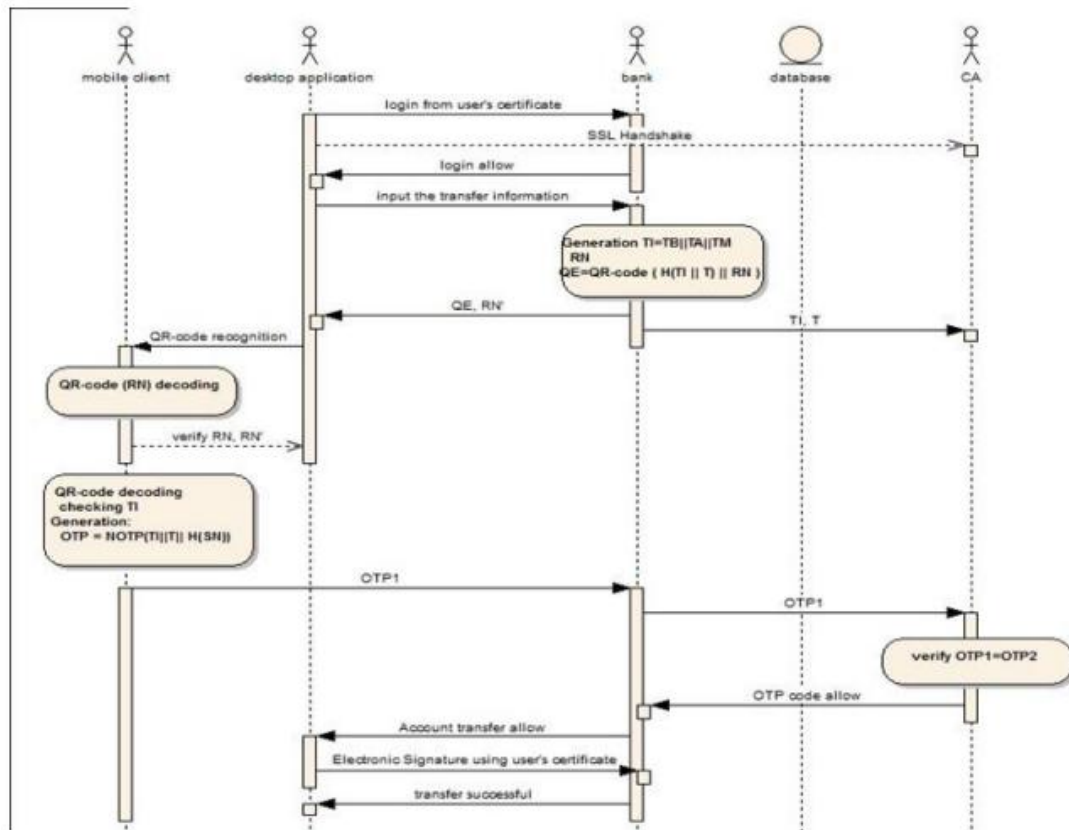 mobile client
desktop application
bank
database
CA
login from user's certificate
SSL Handshake
login allow
input the transfer information
Generation TI=TB||TA||TM
RN
QE=QR-code ( H(TI || T) || RN )
QE, RN'
TI, T
QR-code recognition
QR-code (RN) decoding
verify RN, RN'
QR-code decoding
checking TI
Generation:
OTP = NOTP(TI||T|| H(SN))
OTP1
OTP1
verify OTP1=OTP2
OTP code allow
Account transfer allow
Electronic Signature using user's certificate
transfer successful